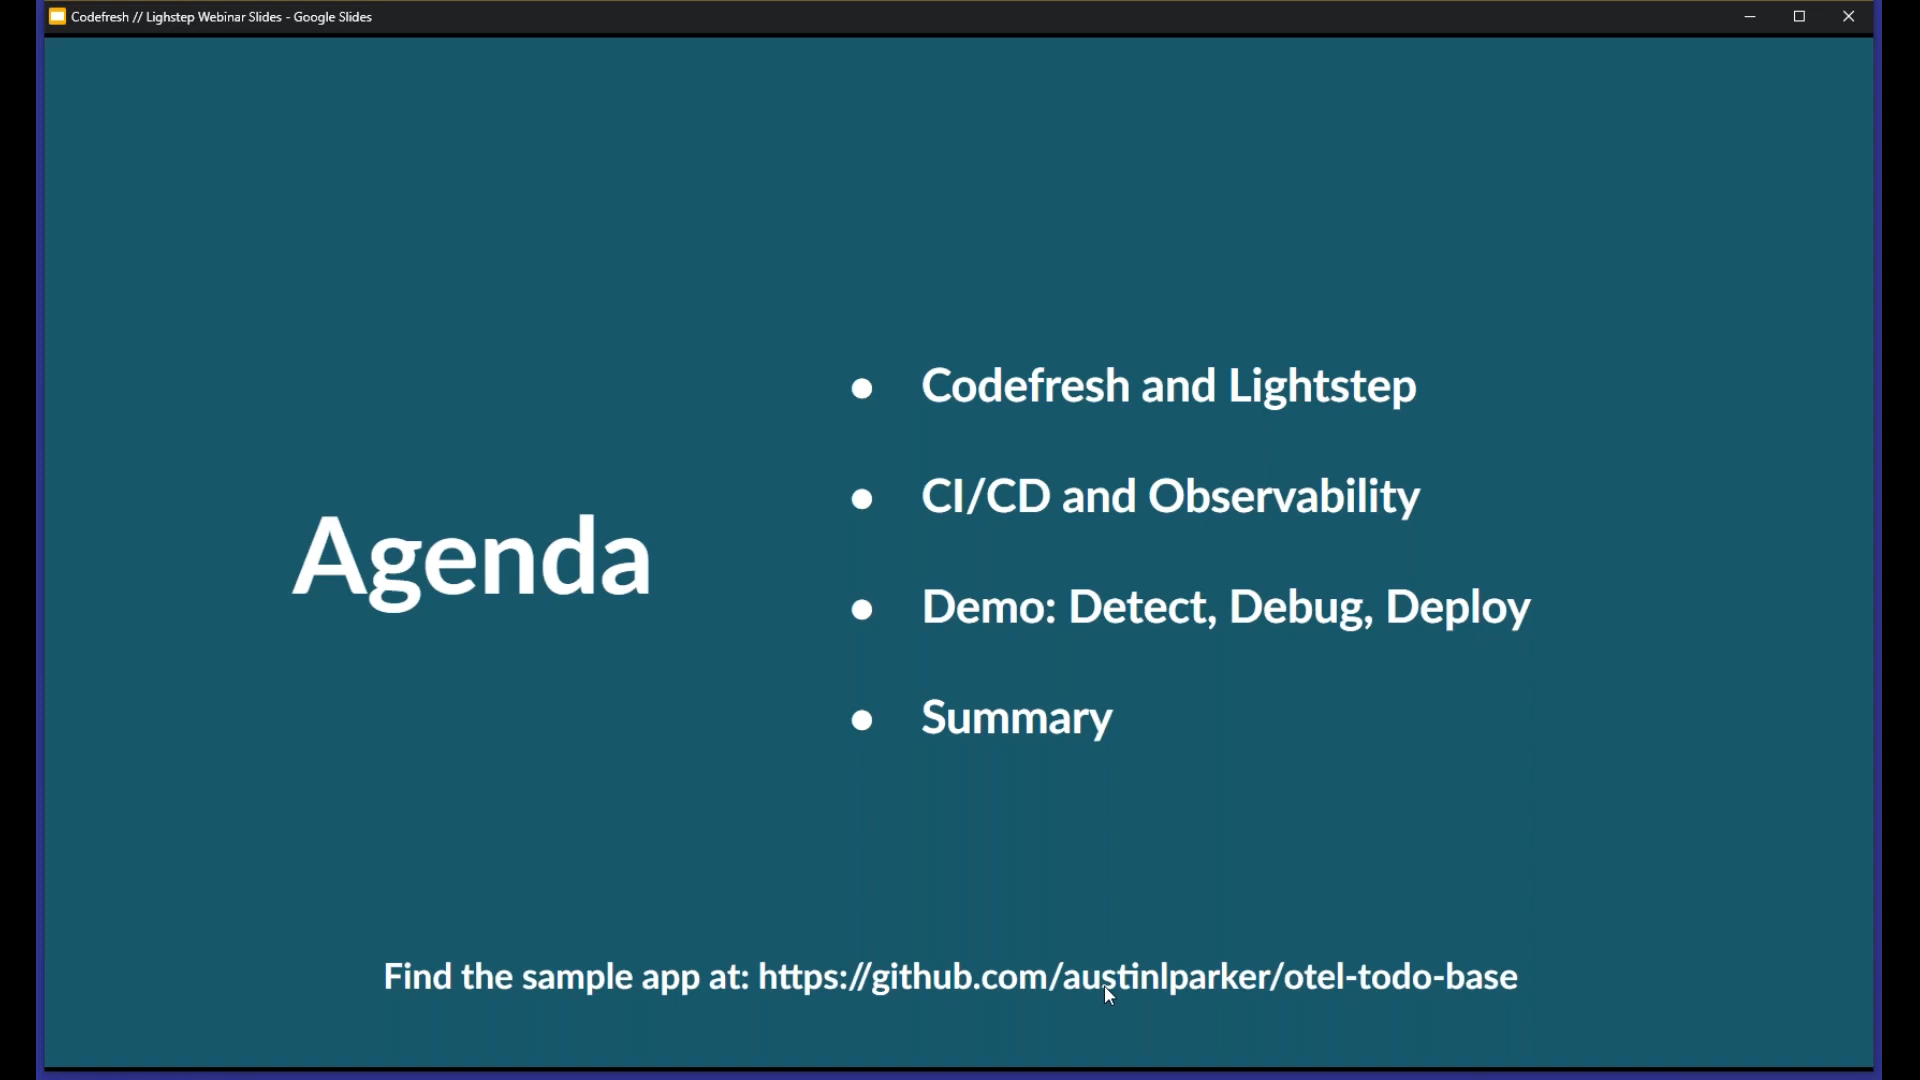 Codefresh // Lighstep Webinar Slides - Google Slides
Agenda
● Codefresh and Lightstep
● CI/CD and Observability
● Demo: Detect, Debug, Deploy
● Summary
Find the sample app at: https://github.com/austinlparker/otel-todo-base